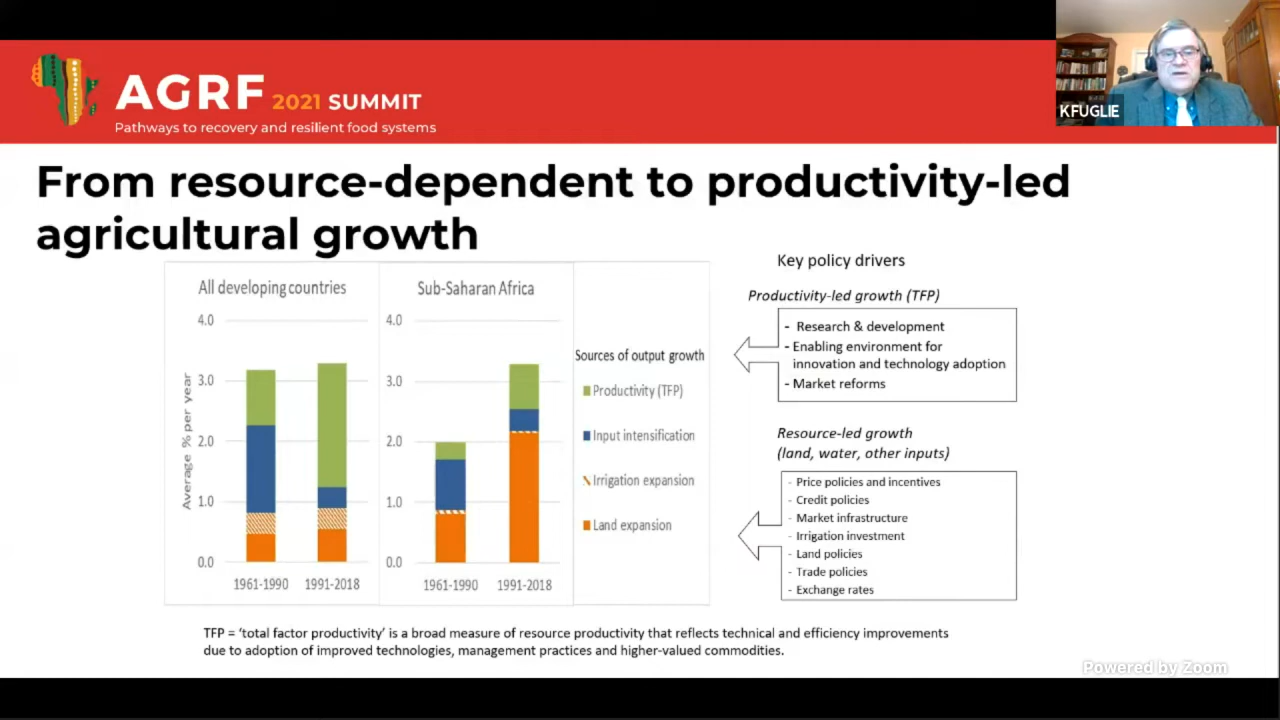 AGRF 2021 SUMMIT
Pathways to recovery and resilient food systems
KFUGLIE
From resource-dependent to productivity-led
agricultural growth
All developing countries
Sub-Saharan Africa
4.0
3.0
2.0
1.0
0.0
Average % per year
1961-1990
1991-2018
4.0
3.0
2.0
1.0
0.0
1961-1990
1991-2018
Sources of output growth
Productivity (TFP)
Input intensification
Irrigation expansion
Land expansion
Key policy drivers
Productivity-led growth (TFP)
- Research & development
- Enabling environment for
innovation and technology adoption
- Market reforms
Resource-led growth
(land, water, other inputs)
- Price policies and incentives
- Credit policies
- Market infrastructure
- Irrigation investment
- Land policies
- Trade policies
- Exchange rates
TFP = ‘total factor productivity’ is a broad measure of resource productivity that reflects technical and efficiency improvements
due to adoption of improved technologies, management practices and higher-valued commodities.
Powered by Zoom